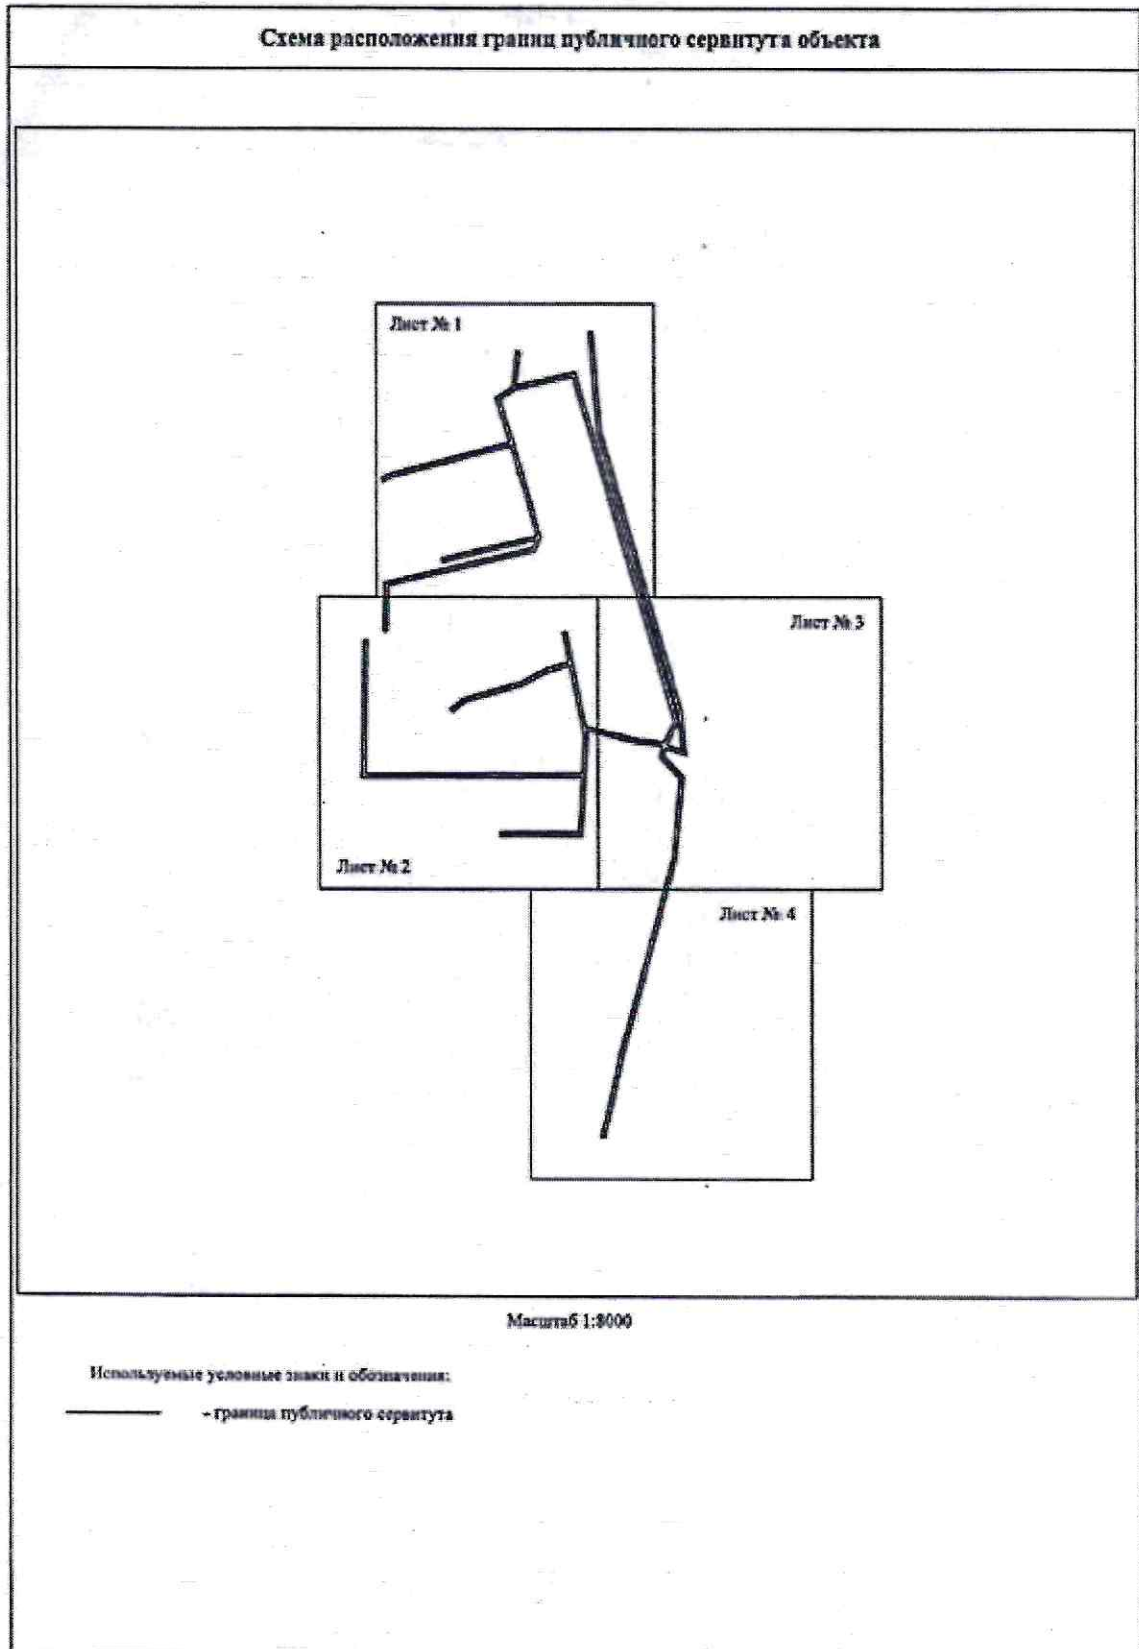 Схема расположения границ публичного сервитута объекта
Лист № 1
Лист № 3
Лист № 2
Лист № 4
Масштаб 1:8000
Используемые условные знаки и обозначения:
- граница публичного сервитута